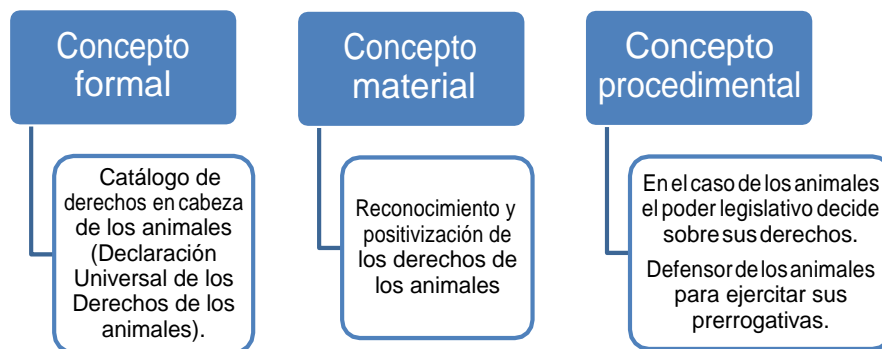 Concepto
formal
Catálogo de
derechos en cabeza
de los animales
(Declaración
Universal de los
Derechos de los
animales).
Concepto
material
Reconocimiento y
positivización de
los derechos de
los animales
Concepto
procedimental
En el caso de los animales
el poder legislativo decide
sobre sus derechos.
Defensor de los animales
para ejercitar sus
prerrogativas.